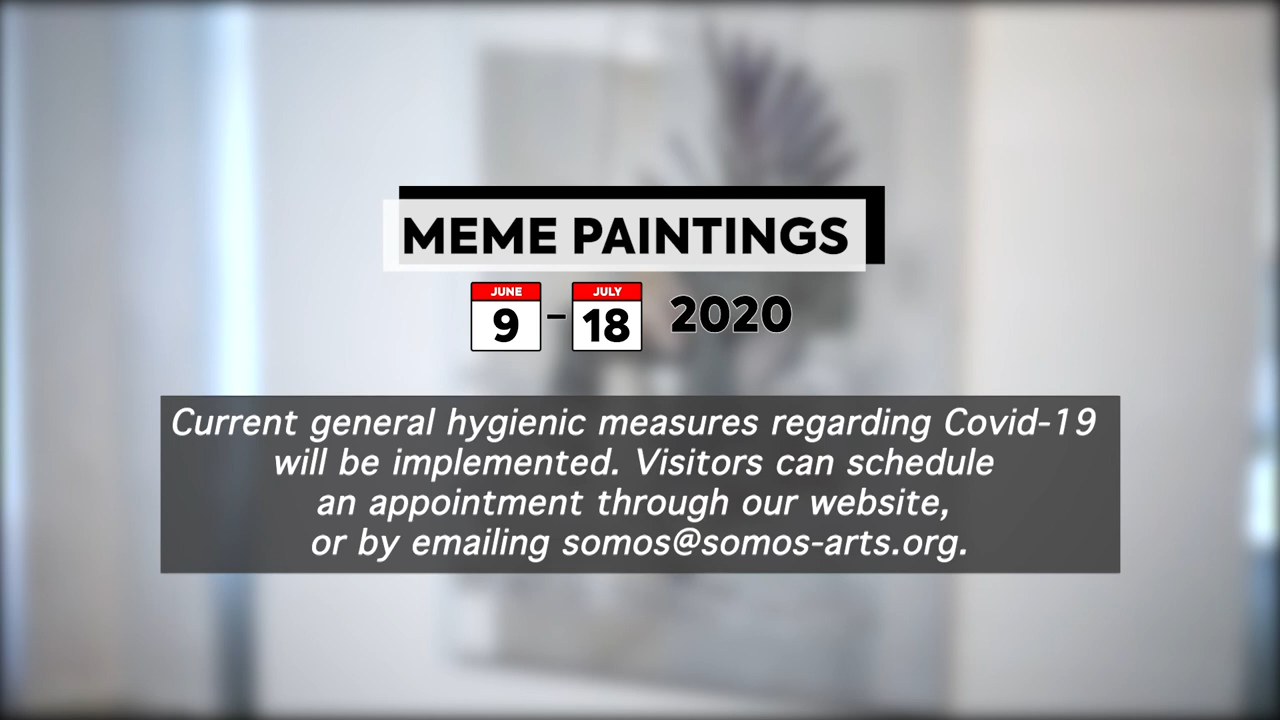 MEME PAINTINGS
JUNE 9 – JULY 18 2020
Current general hygienic measures regarding Covid-19
will be implemented. Visitors can schedule
an appointment through our website,
or by emailing somos@somos-arts.org.